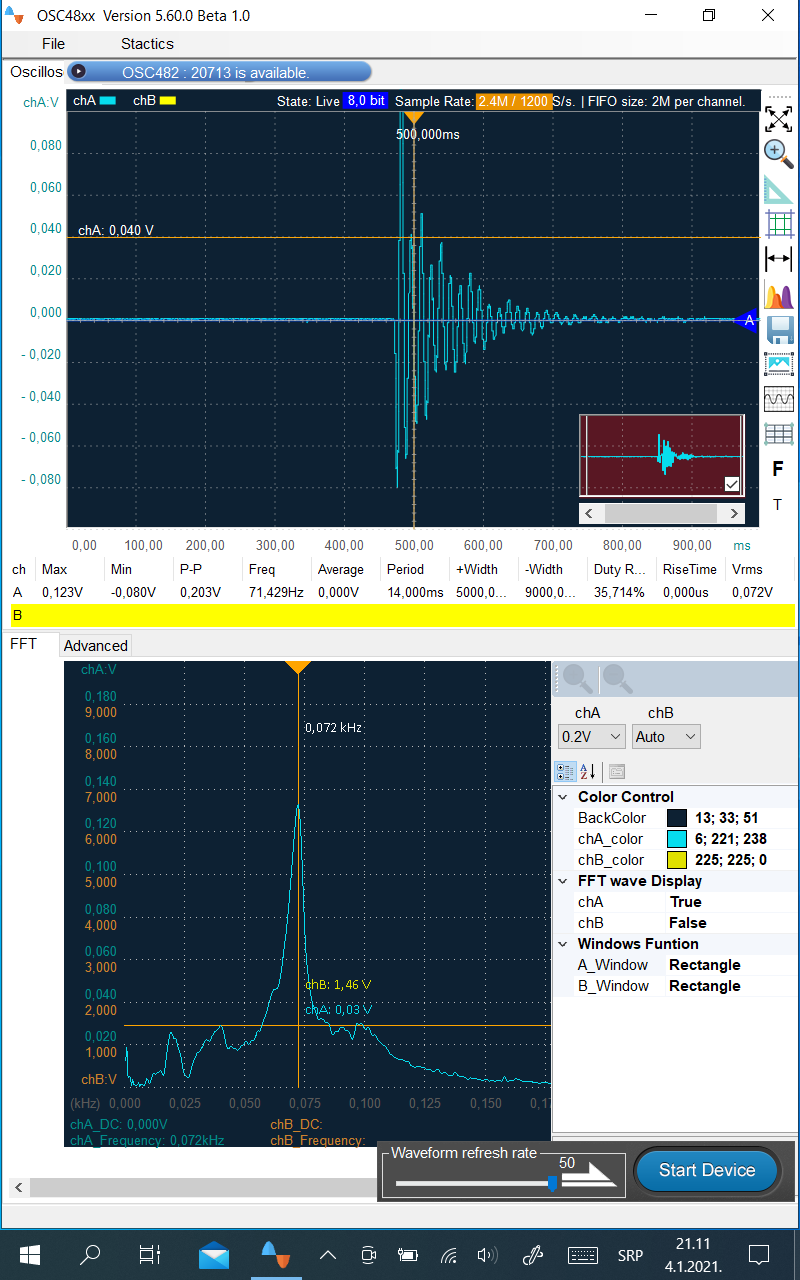 OSC48xx  Version 5.60.0 Beta 1.0
File Stactics
Oscillos OSC482 : 20713 is available.
chA:V chA chB State: Live 8,0 bit Sample Rate: 2.4M / 1200 S/s. | FIFO size: 2M per channel.
500,000ms
0,080
0,060
0,040
chA: 0,040 V
0,020
0,000
A
- 0,020
- 0,040
- 0,060
- 0,080
F
T
0,00 100,00 200,00 300,00 400,00 500,00 600,00 700,00 800,00 900,00 ms
ch Max Min P-P Freq Average Period +Width -Width Duty R... RiseTime Vrms
A 0,123V -0,080V 0,203V 71,429Hz 0,000V 14,000ms 5000,0... 9000,0... 35,714% 0,000us 0,072V
B
FFT Advanced
chA:V
0,180
9,000
0,160
8,000
0,140
7,000
0,120
6,000
0,100
5,000
0,080
4,000
0,060
3,000
0,040
2,000
0,020
1,000
chB:V
0,072 kHz
chB: 1,46 V
chA: 0,03 V
(kHz) 0,000 0,025 0,050 0,075 0,100 0,125 0,150 0,17
chA_DC: 0,000V chB_DC:
chA_Frequency: 0,072kHz chB_Frequency:
chA chB
0.2V Auto
A
Z
Color Control
BackColor 13; 33; 51
chA_color 6; 221; 238
chB_color 225; 225; 0
FFT wave Display
chA True
chB False
Windows Funtion
A_Window Rectangle
B_Window Rectangle
Waveform refresh rate
50
Start Device
SRP
21.11
4.1.2021.